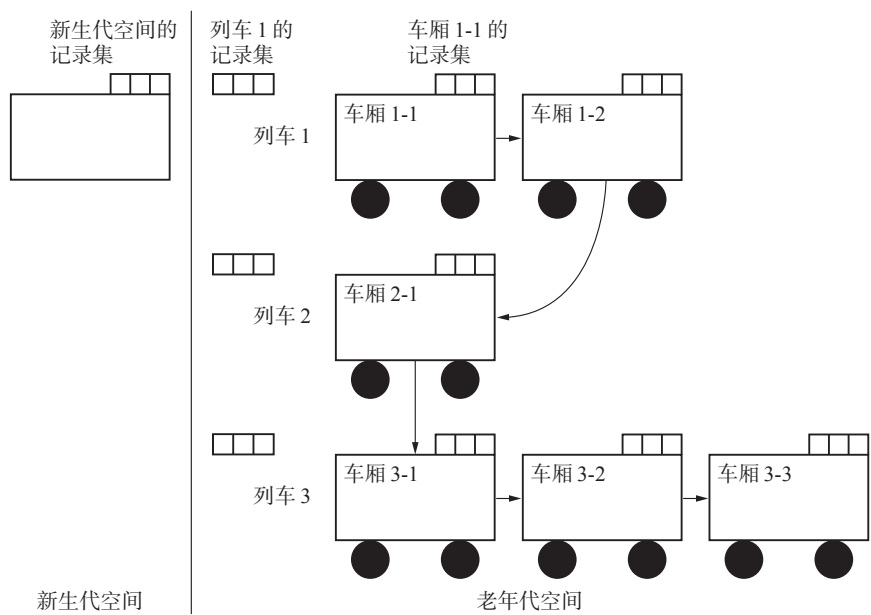 新生代空间的
记录集
列车 1 的
记录集
车厢 1-1 的
记录集
列车 1
车厢 1-1
车厢 1-2
列车 2
车厢 2-1
列车 3
车厢 3-1
车厢 3-2
车厢 3-3
新生代空间
老年代空间